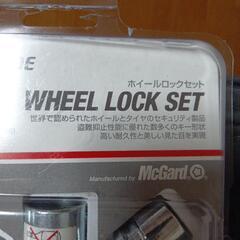 ホイールロックセット
WHEEL LOCK SET
世界で認められたホイールとタイヤのセキュリティ製品
盗難抑止性能に優れた数多くのキー形状
高い耐久性と美しい見た目を実現
Manufactured by McGard